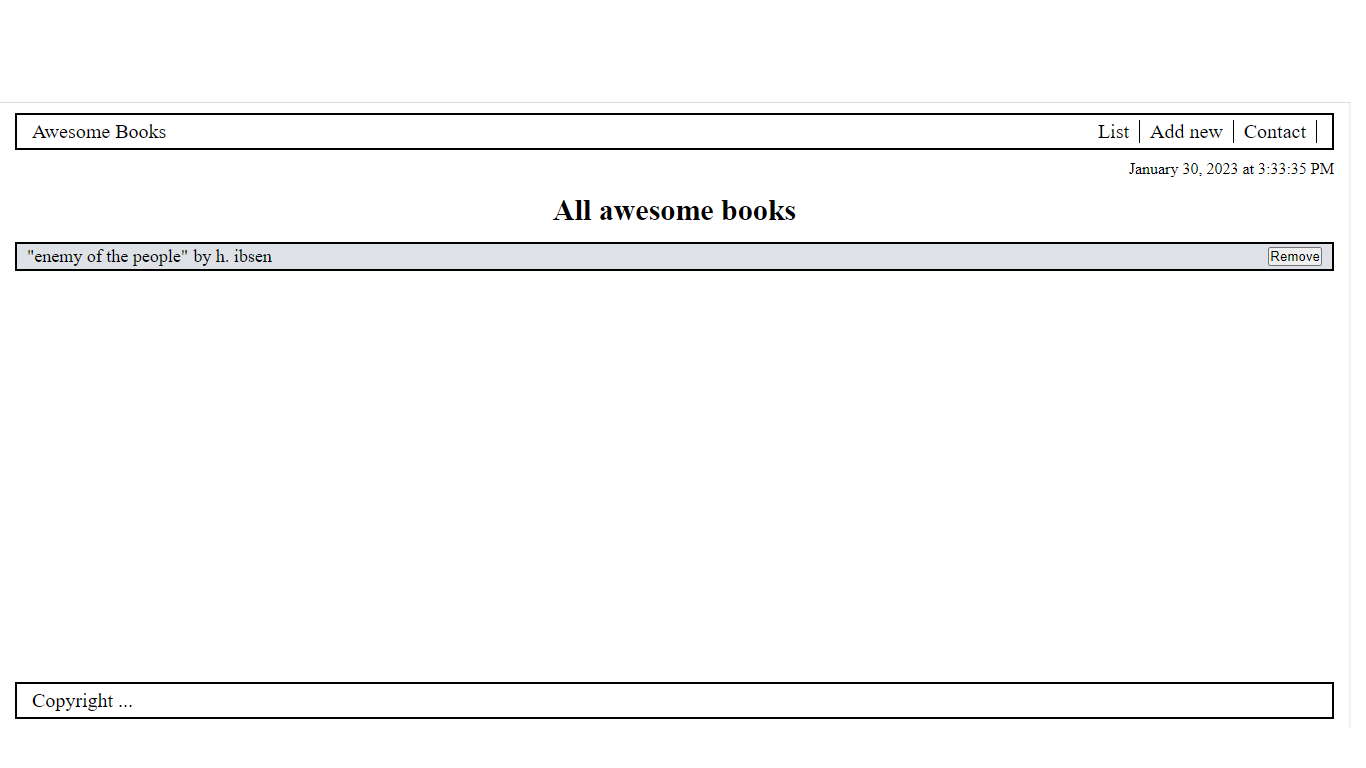 Awesome Books List Add new Contact
January 30, 2023 at 3:33:35 PM
All awesome books
"enemy of the people" by h. ibsen Remove
Copyright ...